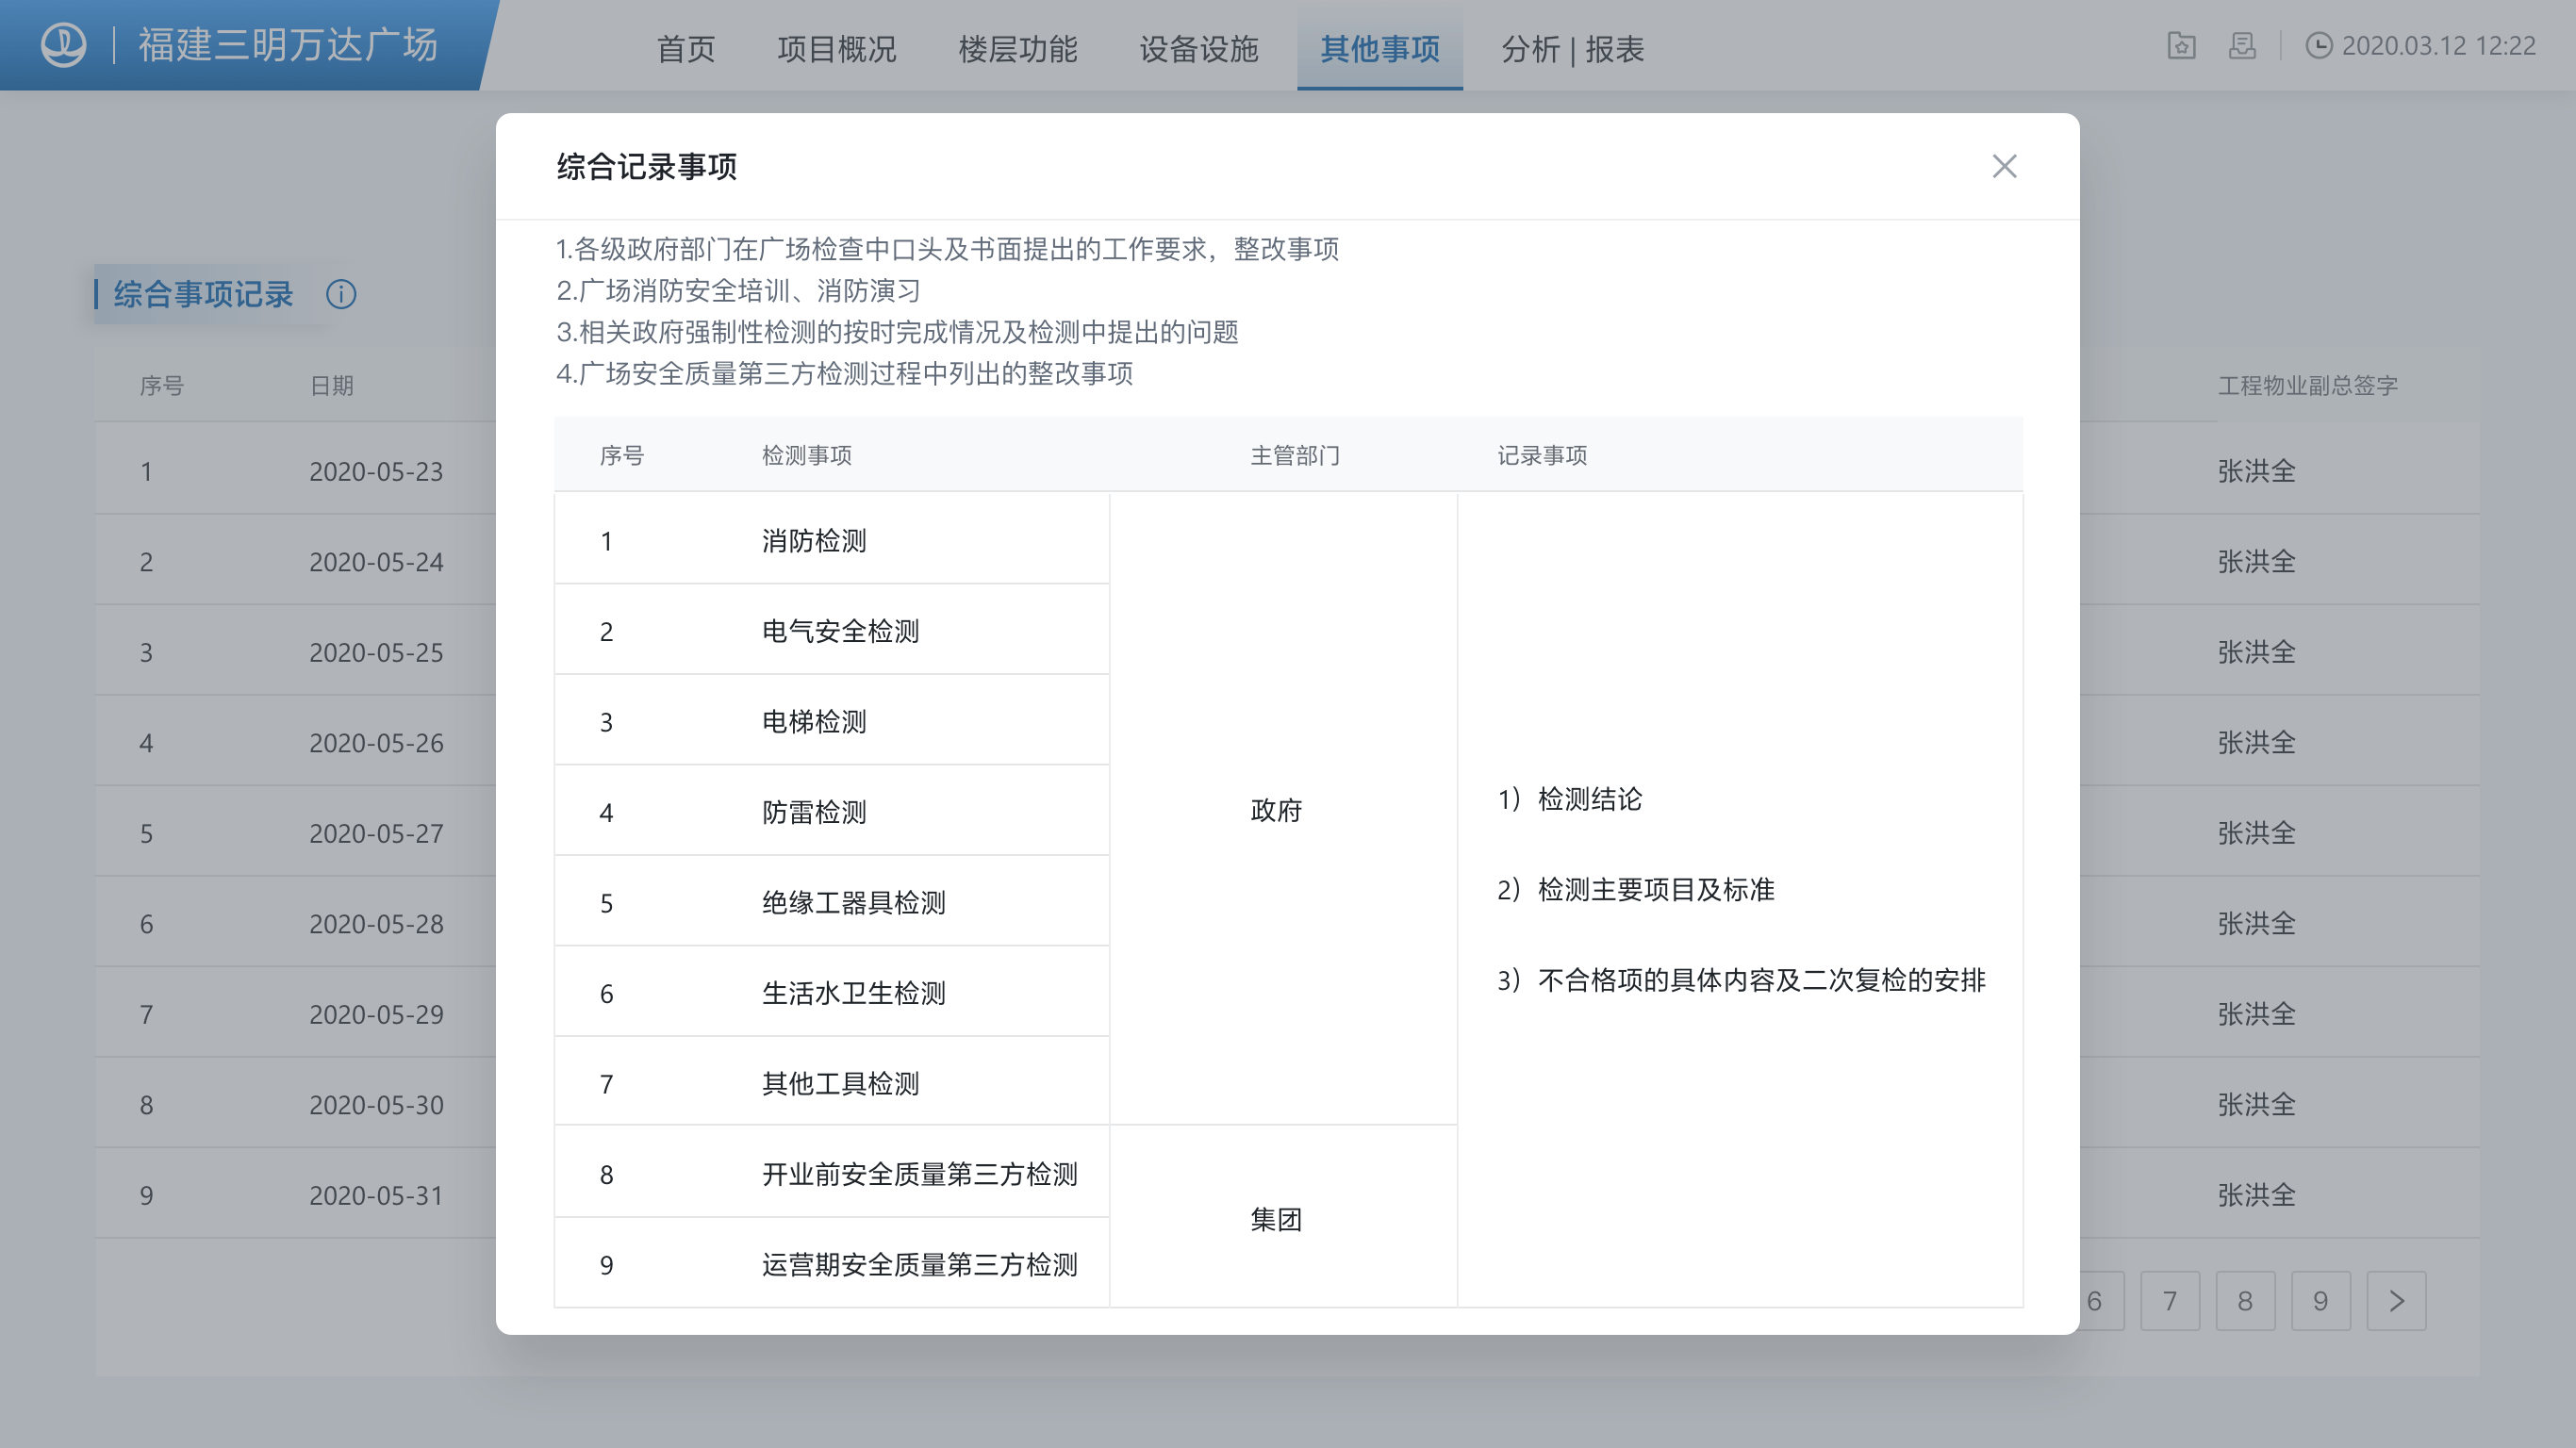 福建三明万达广场
首页 项目概况 楼层功能 设备设施 其他事项 分析 | 报表
2020.03.12 12:22
综合记录事项
1.各级政府部门在广场检查中口头及书面提出的工作要求，整改事项
2.广场消防安全培训、消防演习
3.相关政府强制性检测的按时完成情况及检测中提出的问题
4.广场安全质量第三方检测过程中列出的整改事项
序号 检测事项 主管部门 记录事项
1 消防检测
2 电气安全检测
3 电梯检测
4 防雷检测
5 绝缘工器具检测
6 生活水卫生检测
7 其他工具检测
政府
8 开业前安全质量第三方检测
9 运营期安全质量第三方检测
集团
1）检测结论
2）检测主要项目及标准
3）不合格项的具体内容及二次复检的安排
综合事项记录
序号 日期 工程物业副总签字
1 2020-05-23 张洪全
2 2020-05-24 张洪全
3 2020-05-25 张洪全
4 2020-05-26 张洪全
5 2020-05-27 张洪全
6 2020-05-28 张洪全
7 2020-05-29 张洪全
8 2020-05-30 张洪全
9 2020-05-31 张洪全
6 7 8 9 >